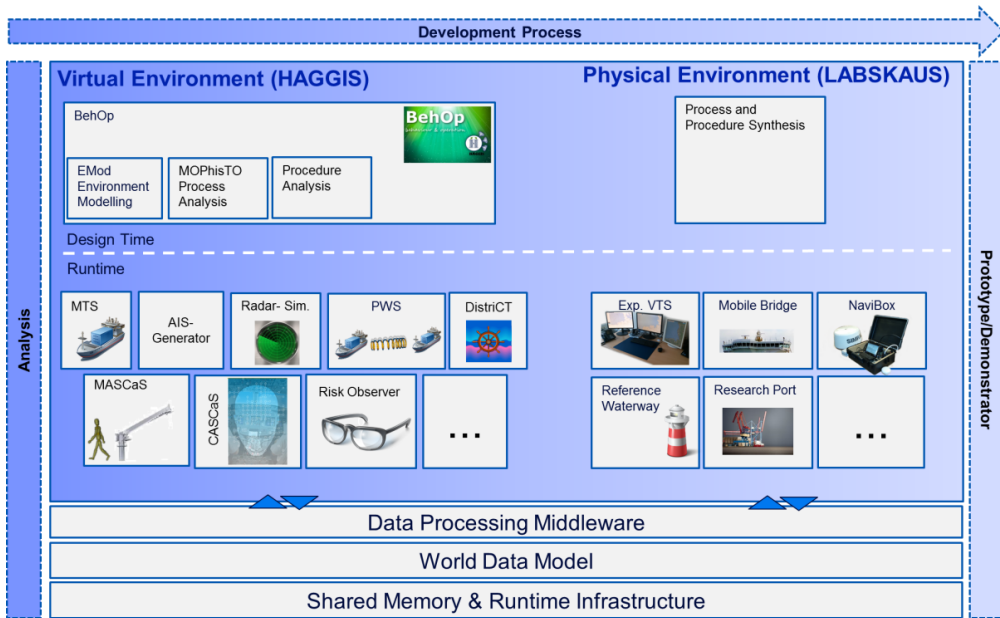 Development Process
Analysis
Virtual Environment (HAGGIS)
Physical Environment (LABSKAUS)
BehOp
BehOp
EMod
Environment
Modelling
MOPhisTO
Process
Analysis
Procedure
Analysis
Process and
Procedure Synthesis
Design Time
Runtime
MTS
AIS-
Generator
Radar- Sim.
PWS
DistriCT
Exp. VTS
Mobile Bridge
NaviBox
MASCaS
CASCaS
Risk Observer
...
Reference
Waterway
Research Port
...
Prototype/Demonstrator
Data Processing Middleware
World Data Model
Shared Memory & Runtime Infrastructure